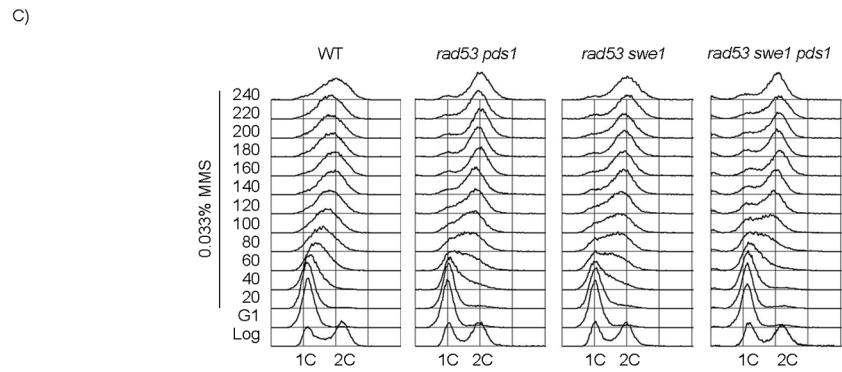 C)
WT rad53 pds1 rad53 swe1 rad53 swe1 pds1
0.033% MMS
240
220
200
180
160
140
120
100
80
60
40
20
G1
Log
1C 2C 1C 2C 1C 2C 1C 2C